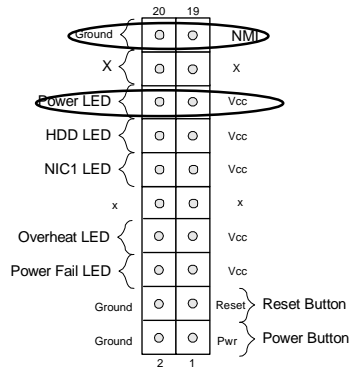 20 19
Ground NMI
X X
Power LED Vcc
HDD LED Vcc
NIC1 LED Vcc
x x
Overheat LED Vcc
Power Fail LED Vcc
Ground Reset Reset Button
Ground Pwr Power Button
2 1